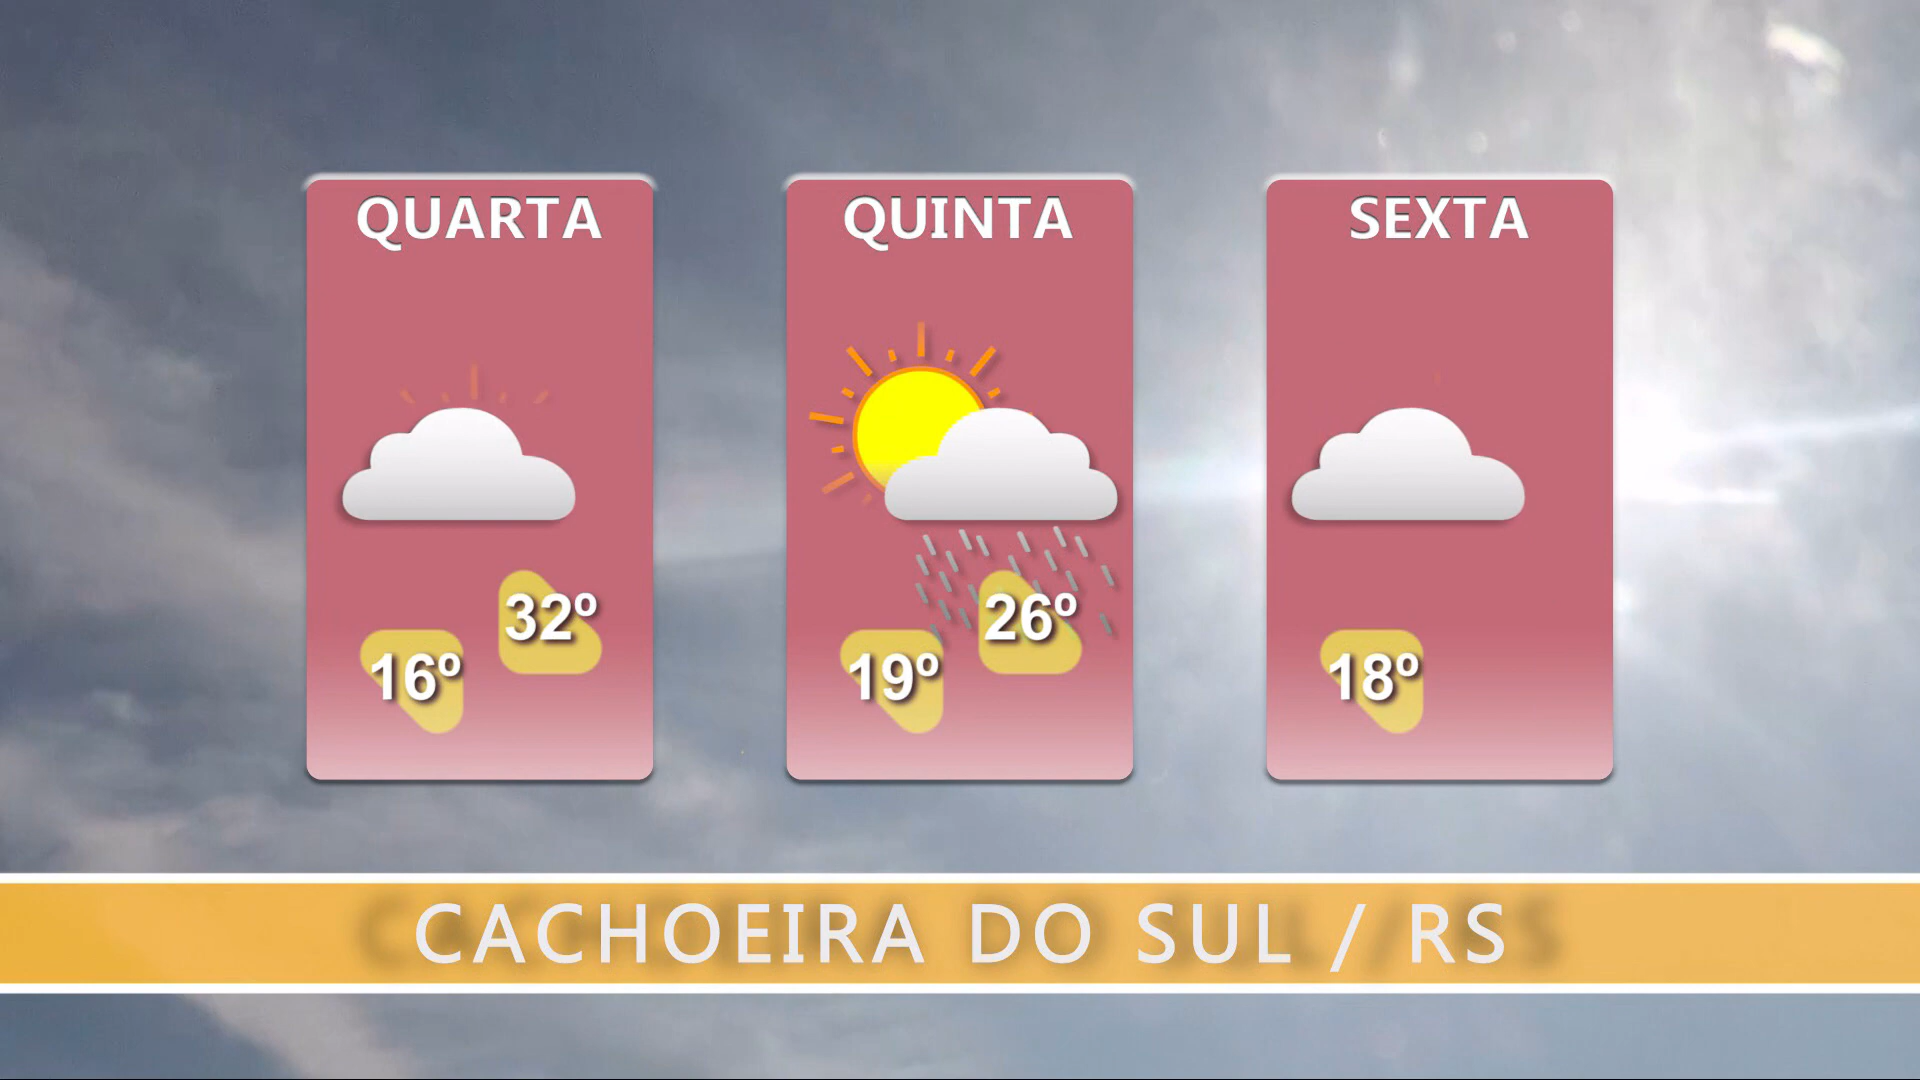 QUARTA
32º
16º
QUINTA
26º
19º
SEXTA
18º
CACHOEIRA DO SUL / RS